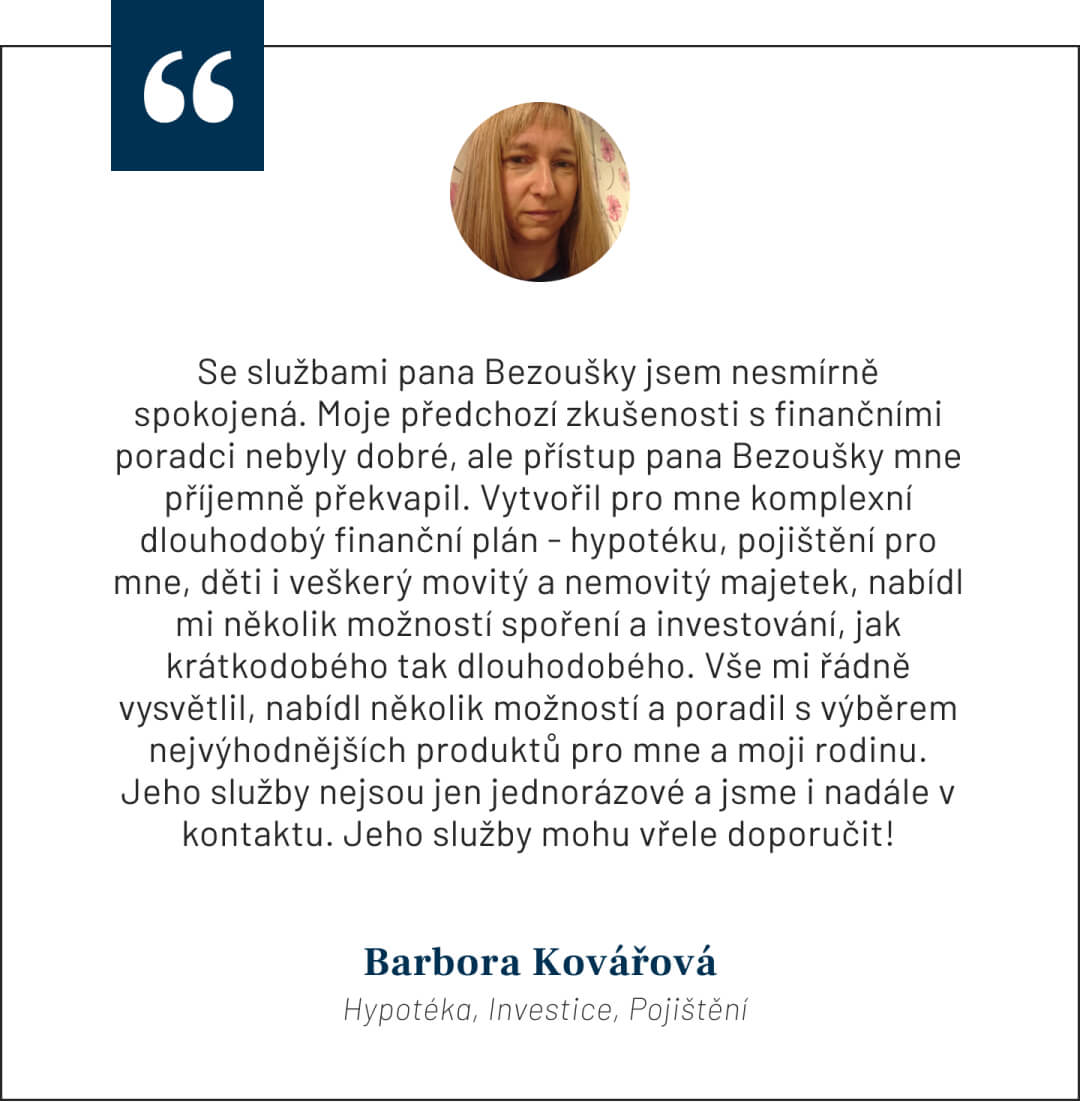 “
Se službami pana Bezoušky jsem nesmírně
spokojená. Moje předchozí zkušenosti s finančními
poradci nebyly dobré, ale přístup pana Bezoušky mne
příjemně překvapil. Vytvořil pro mne komplexní
dlouhodobý finanční plán - hypotéku, pojištění pro
mne, děti i veškerý movitý a nemovitý majetek, nabídl
mi několik možností spoření a investování, jak
krátkodobého tak dlouhodobého. Vše mi řádně
vysvětlil, nabídl několik možností a poradil s výběrem
nejvýhodnějších produktů pro mne a moji rodinu.
Jeho služby nejsou jen jednorázové a jsme i nadále v
kontaktu. Jeho služby mohu vřele doporučit!
Barbora Kovářová
Hypotéka, Investice, Pojištění